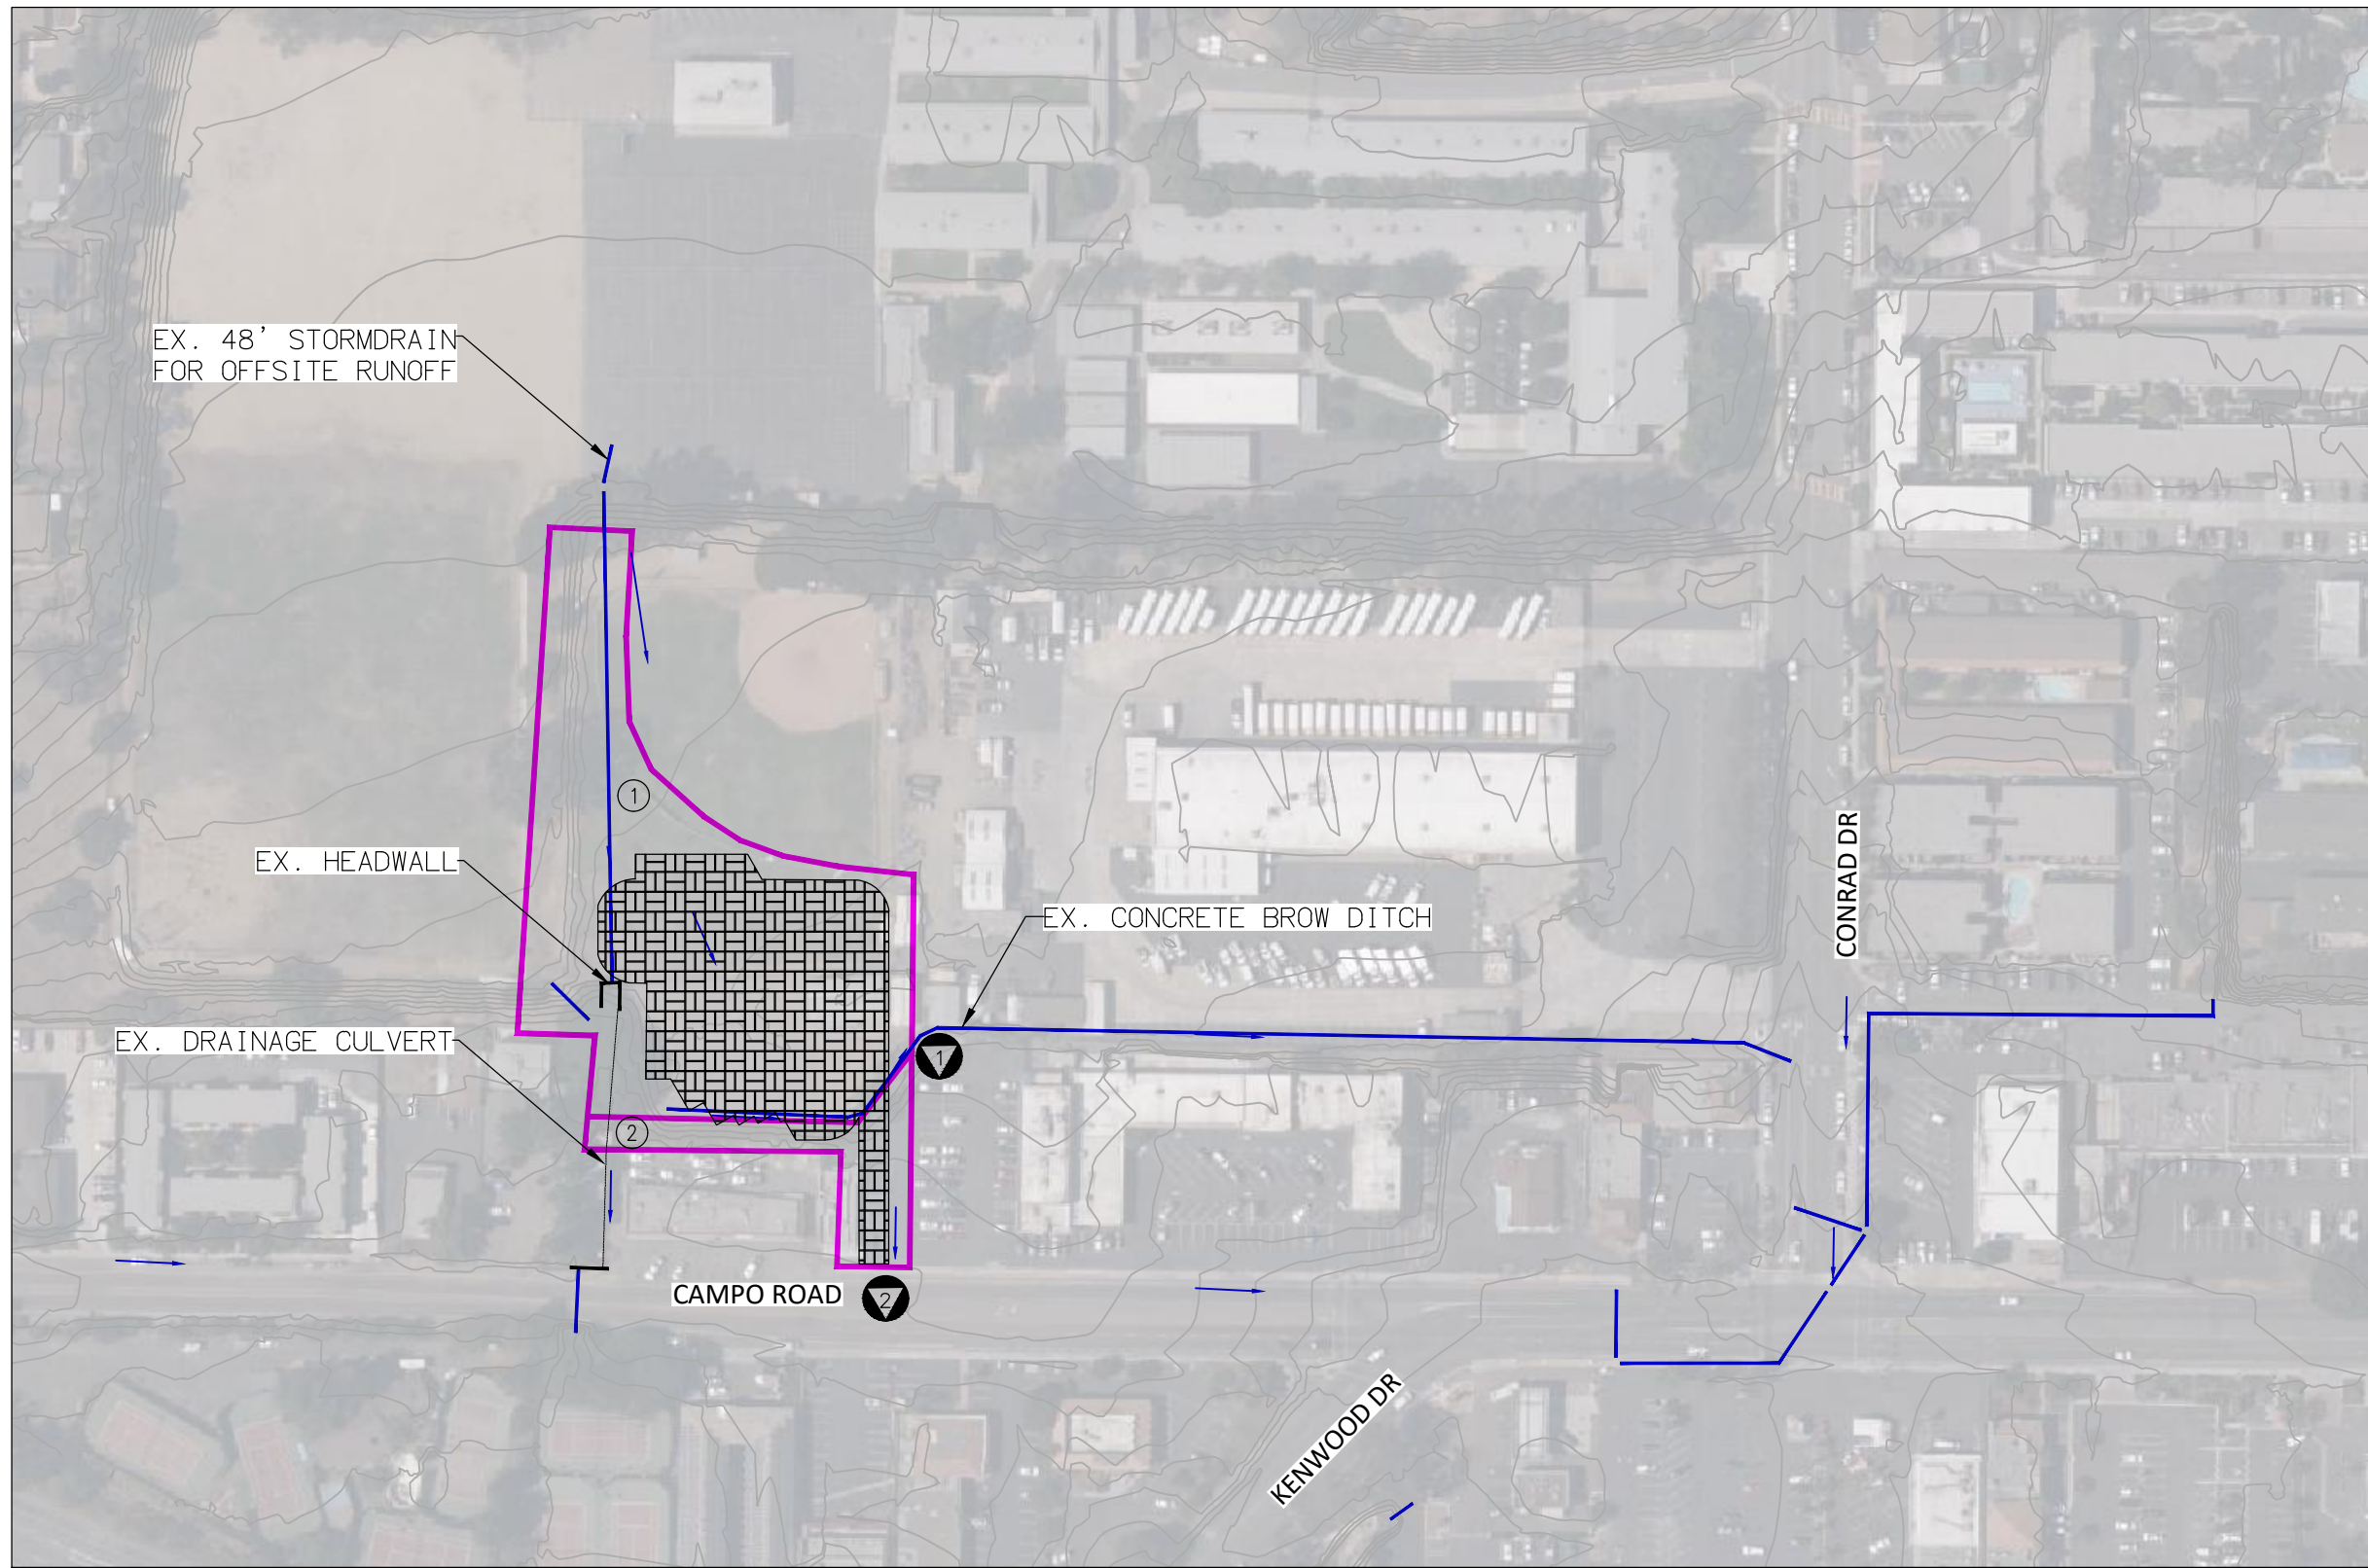 EX. 48' STORMDRAIN
FOR OFFSITE RUNOFF
1
EX. HEADWALL
EX. CONCRETE BROW DITCH
CONRAD DR
EX. DRAINAGE CULVERT
1
2
CAMPO ROAD
2
KENWOOD DR